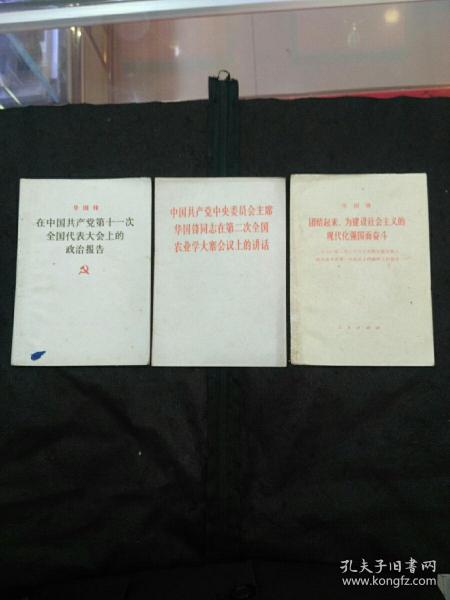 华国锋
在中国共产党第十一次
全国代表大会上的
政治报告
中国共产党中央委员会主席
华国锋同志在第二次全国
农业学大寨会议上的讲话
华国锋
团结起来，为建设社会主义的
现代化强国而奋斗
人民出版社
孔夫子旧书网
www.kongfz.com